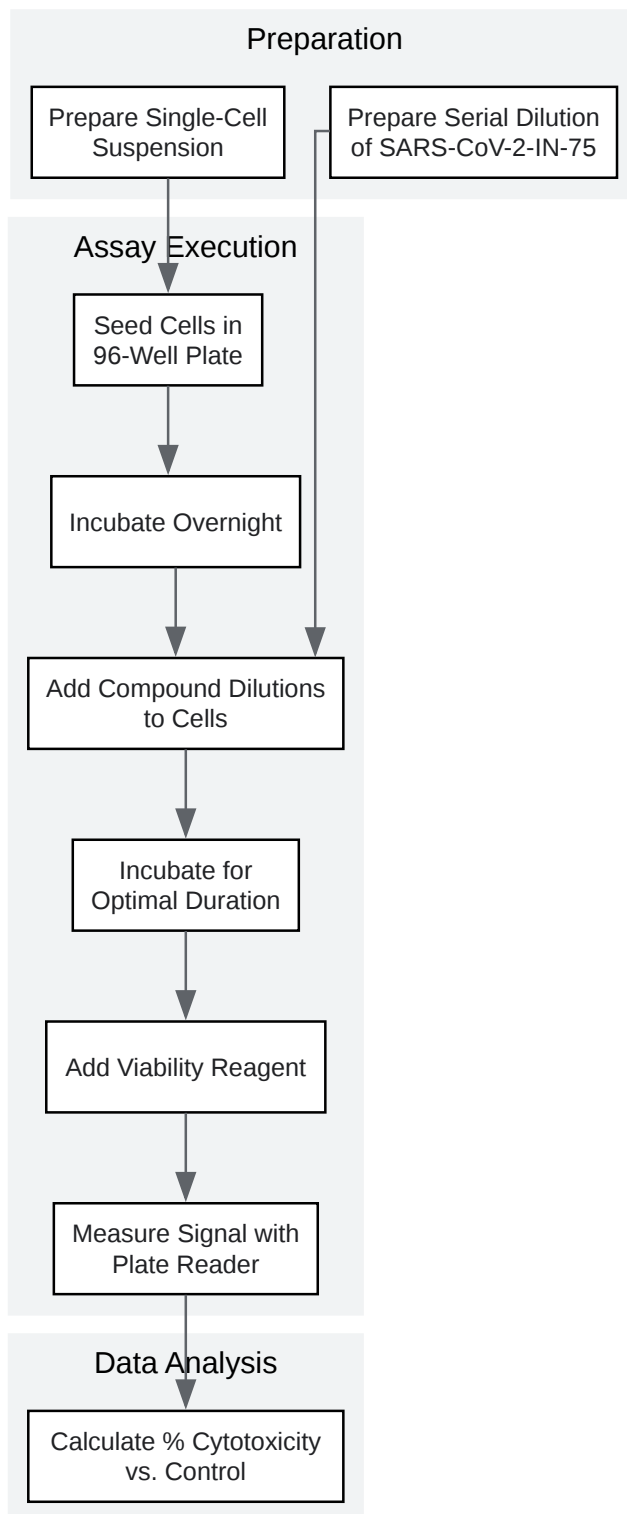 Preparation
Prepare Single-Cell
Suspension
Prepare Serial Dilution
of SARS-CoV-2-IN-75
Assay Execution
Seed Cells in
96-Well Plate
Incubate Overnight
Add Compound Dilutions
to Cells
Incubate for
Optimal Duration
Add Viability Reagent
Measure Signal with
Plate Reader
Data Analysis
Calculate % Cytotoxicity
vs. Control